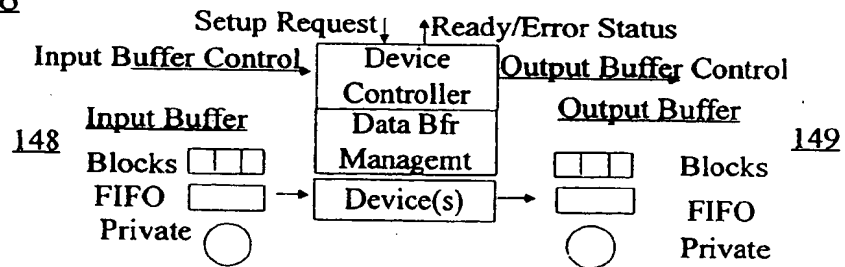 Setup Request Ready/Error Status
Input Buffer Control Device Output Buffer Control
Controller
Input Buffer Data Bfr Output Buffer
148 Managemt 149
Blocks Blocks
FIFO Device(s) FIFO
Private Private